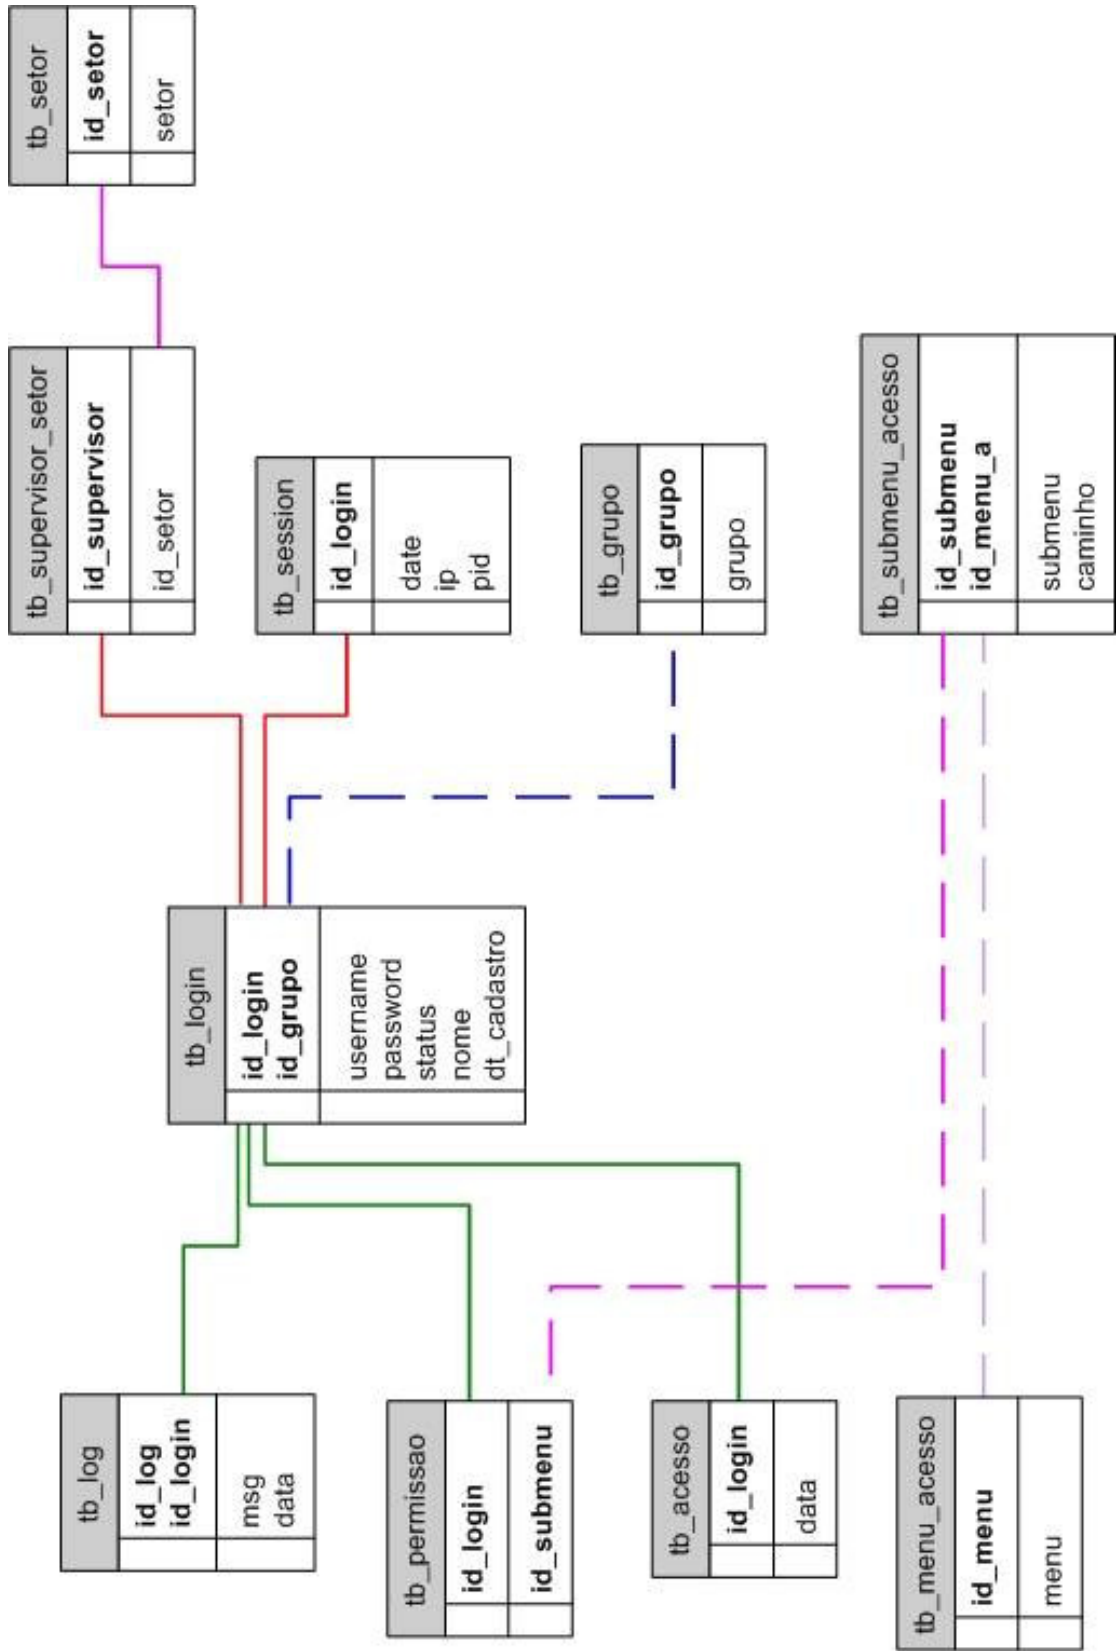 tb_log
id_log
id_login
msg
data
tb_permissao
id_login
id_submenu
tb_acesso
id_login
data
tb_menu_acesso
id_menu
menu
tb_login
id_login
id_grupo
username
password
status
nome
dt_cadastro
tb_supervisor_setor
id_supervisor
id_setor
tb_session
id_login
date
ip
pid
tb_grupo
id_grupo
grupo
tb_submenu_acesso
id_submenu
id_menu_a
submenu
caminho
tb_setor
id_setor
setor